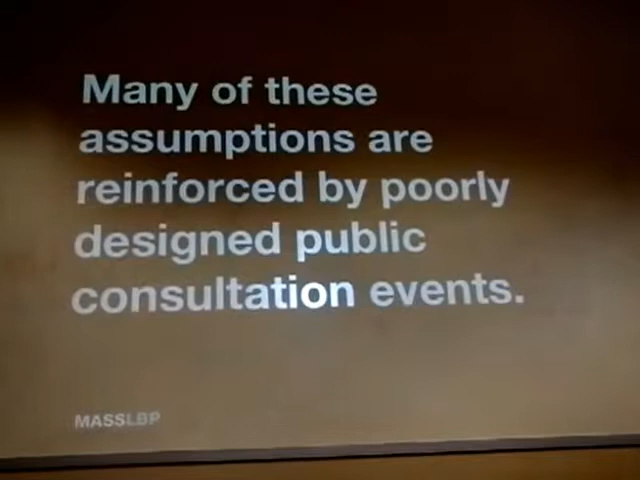 Many of these
assumptions are
reinforced by poorly
designed public
consultation events.
MASSLBP